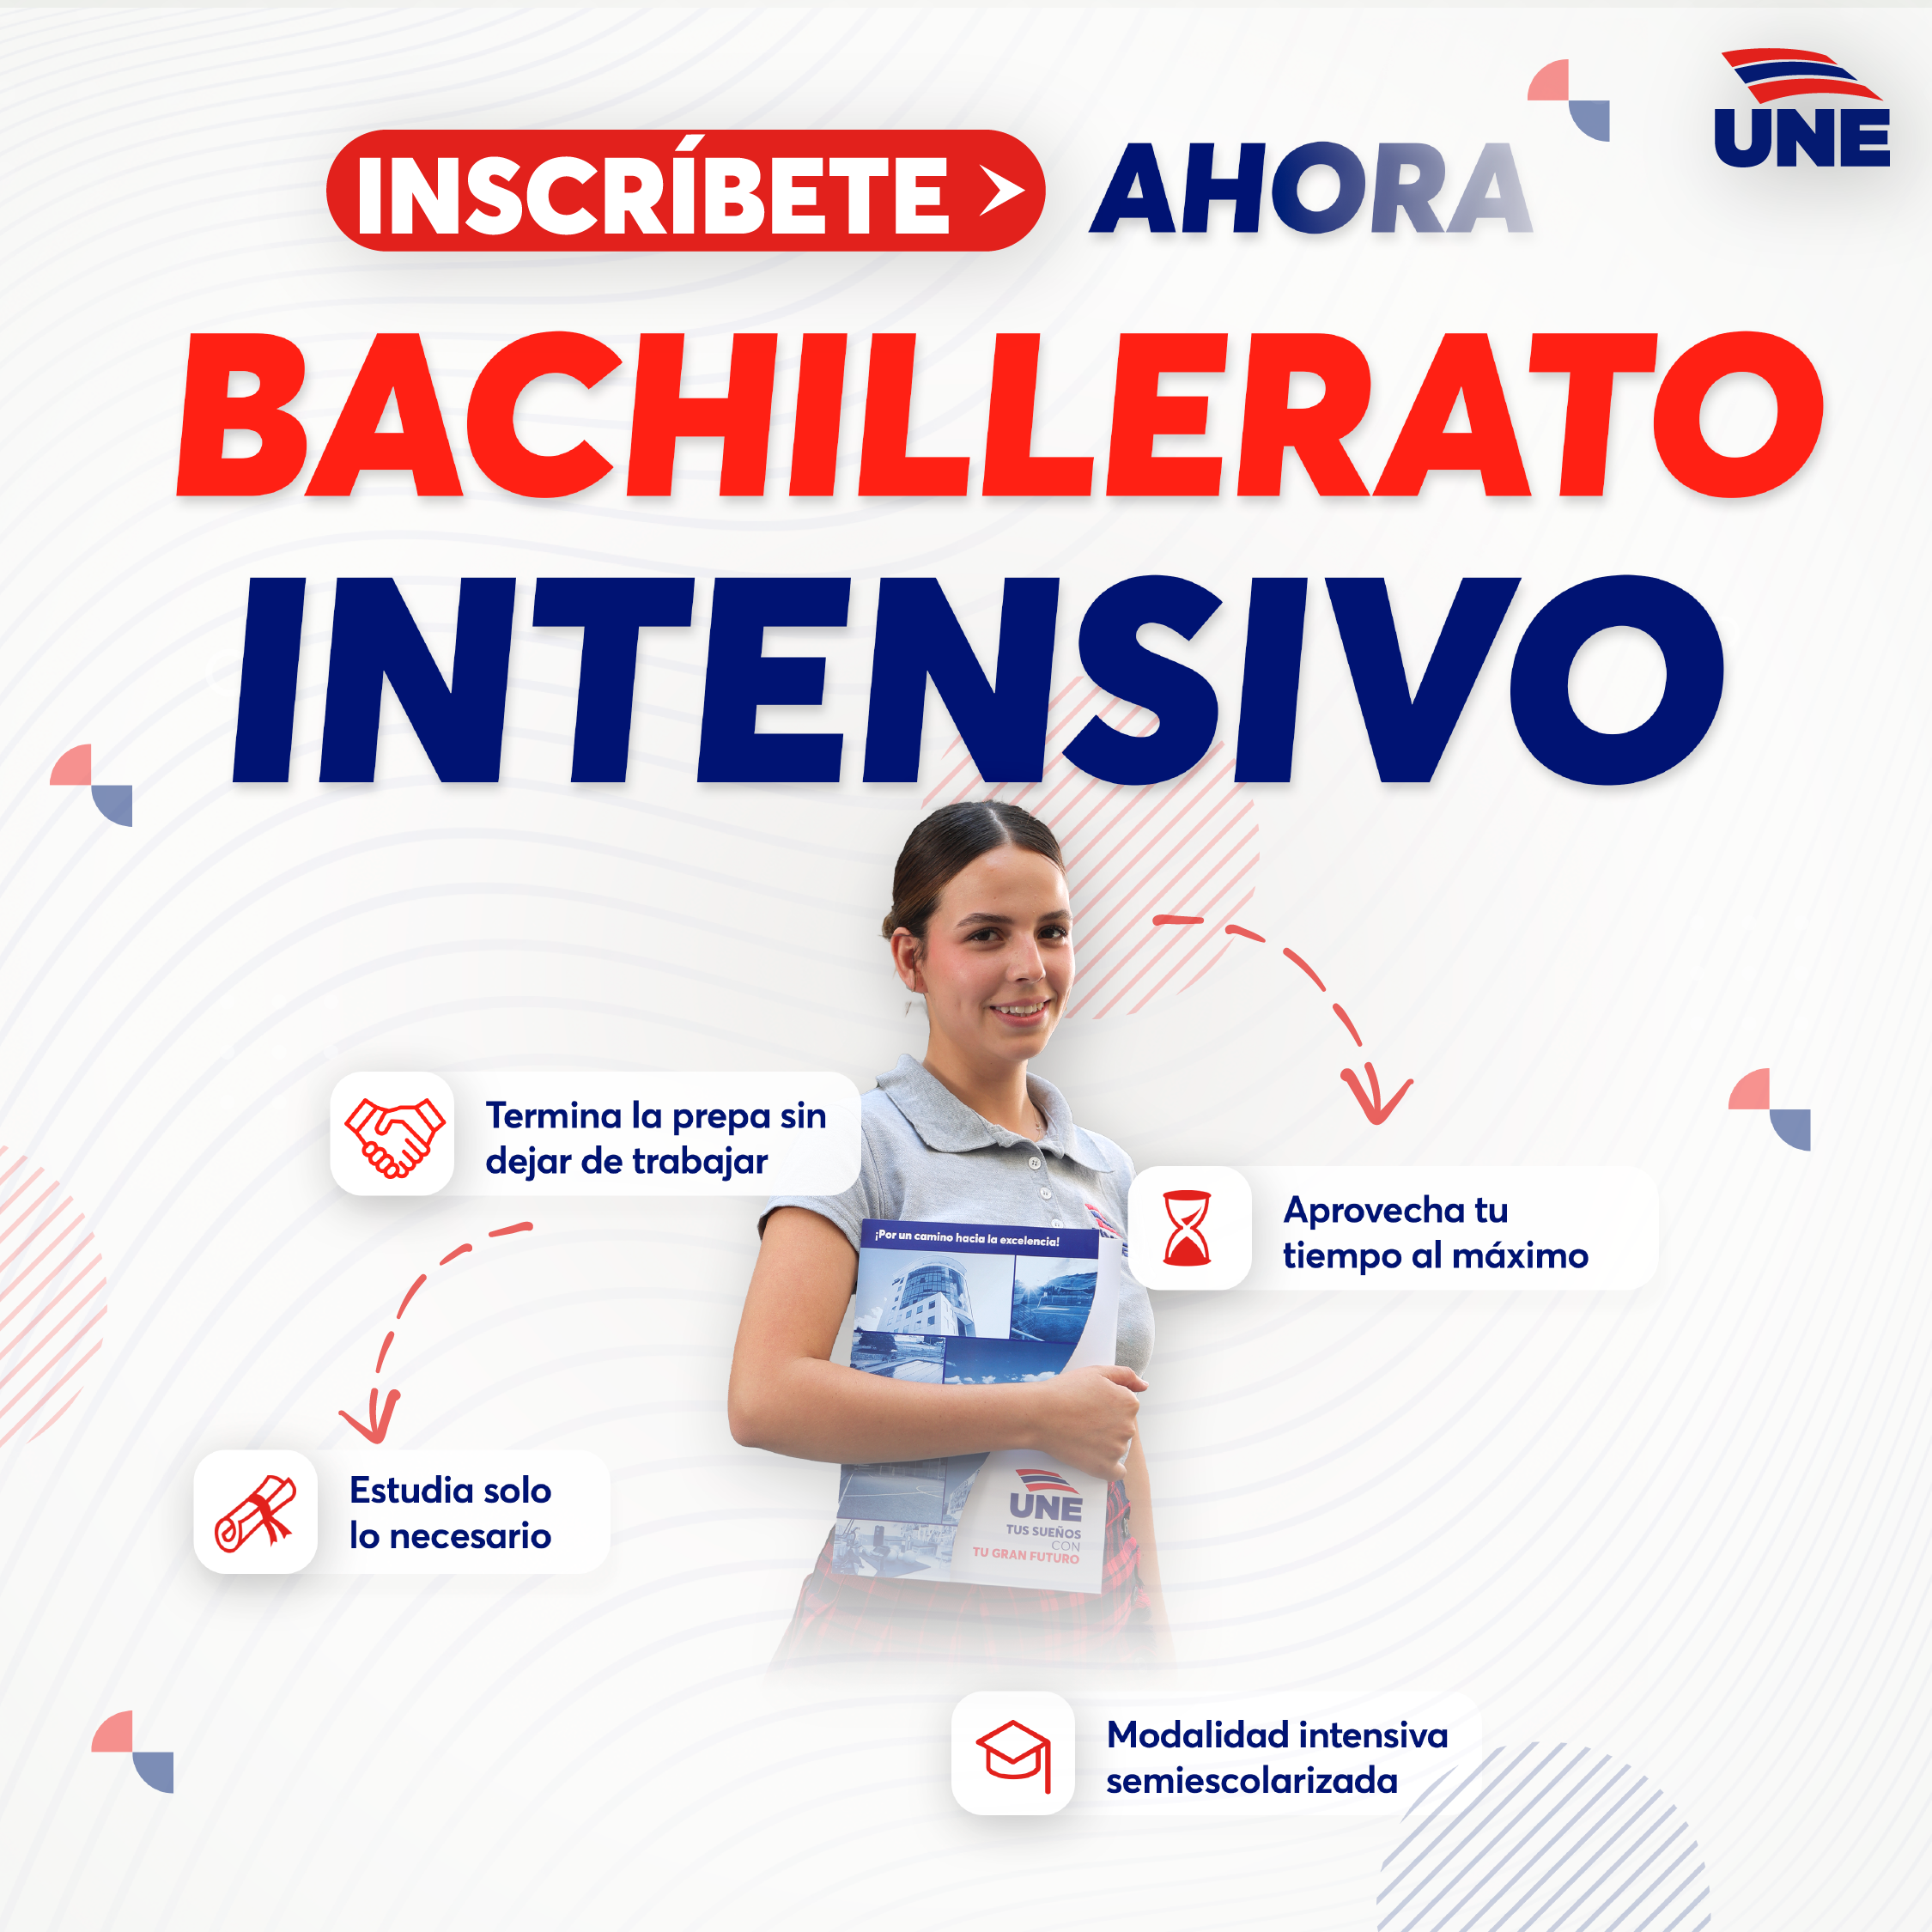 UNE
INSCRÍBETE AHORA
BACHILLERATO
INTENSIVO
Termina la prepa sin
dejar de trabajar
Aprovecha tu
tiempo al máximo
¡Por un camino hacia la excelencia!
UNE
TUS SUEÑOS
CON
TU GRAN FUTURO
Estudia solo
lo necesario
Modalidad intensiva
semiescolarizada